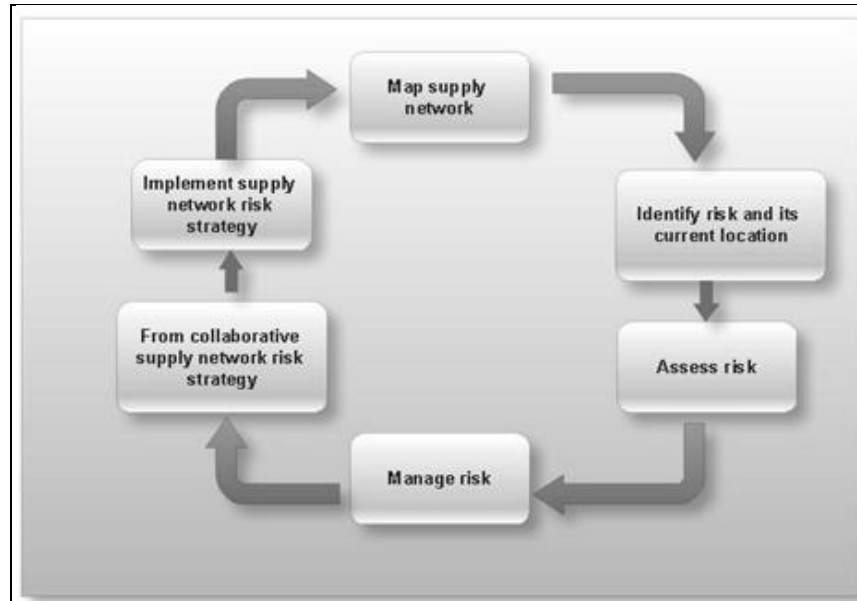 Map supply
network
Identify risk and its
current location
Assess risk
Manage risk
From collaborative
supply network risk
strategy
Implement supply
network risk
strategy